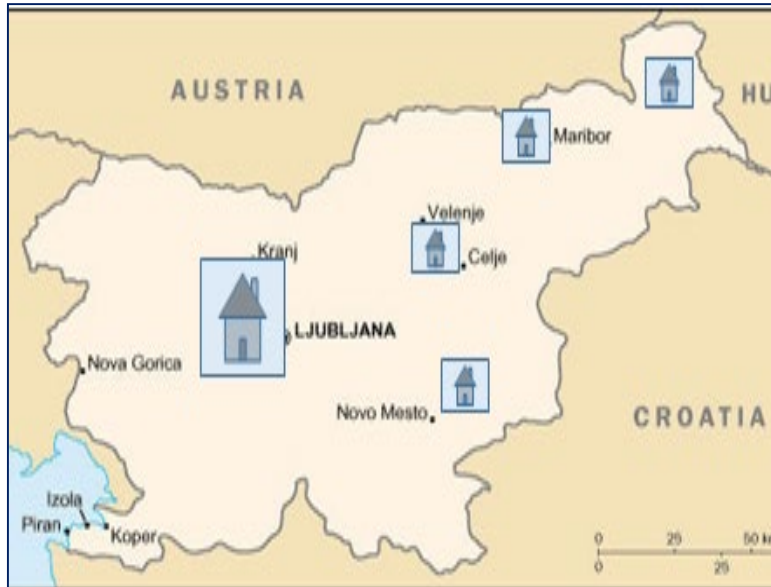 AUSTRIA
HU
Maribor
Velenje
Kranj
Celje
LJUBLJANA
Nova Gorica
Novo Mesto
CROATIA
Izola
Piran
Koper
0 25 50 k
0 25